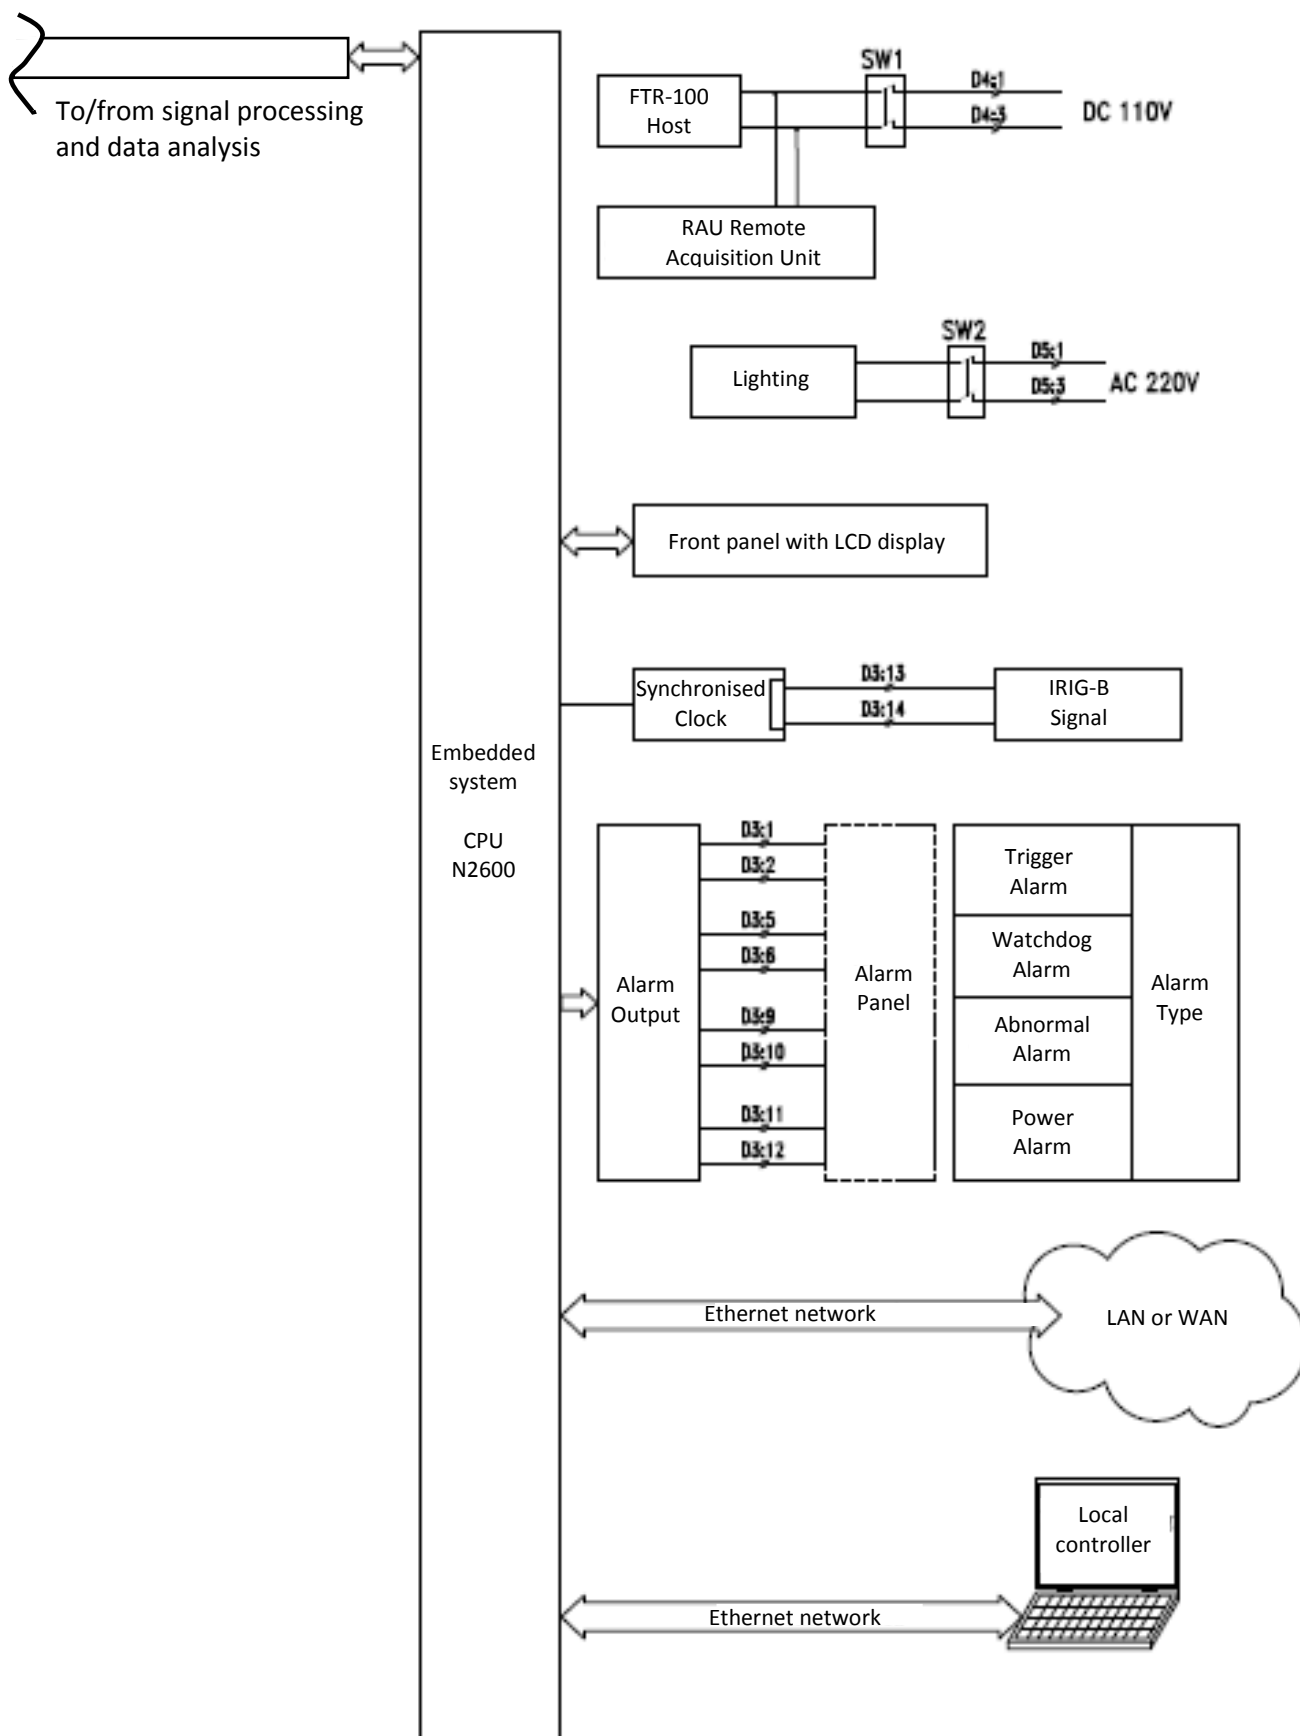 To/from signal processing
and data analysis
SW1
FTR-100
Host
D4:1
D4:3
DC 110V
RAU Remote
Acquisition Unit
SW2
Lighting
D5:1
D5:3
AC 220V
Front panel with LCD display
Synchronised
Clock
D3:13
D3:14
IRIG-B
Signal
Embedded
system
CPU
N2600
Alarm
Output
D3:1
D3:2
D3:5
D3:6
D3:9
D3:10
D3:11
D3:12
Alarm
Panel
Trigger
Alarm
Watchdog
Alarm
Abnormal
Alarm
Power
Alarm
Alarm
Type
Ethernet network
LAN or WAN
Local
controller
Ethernet network